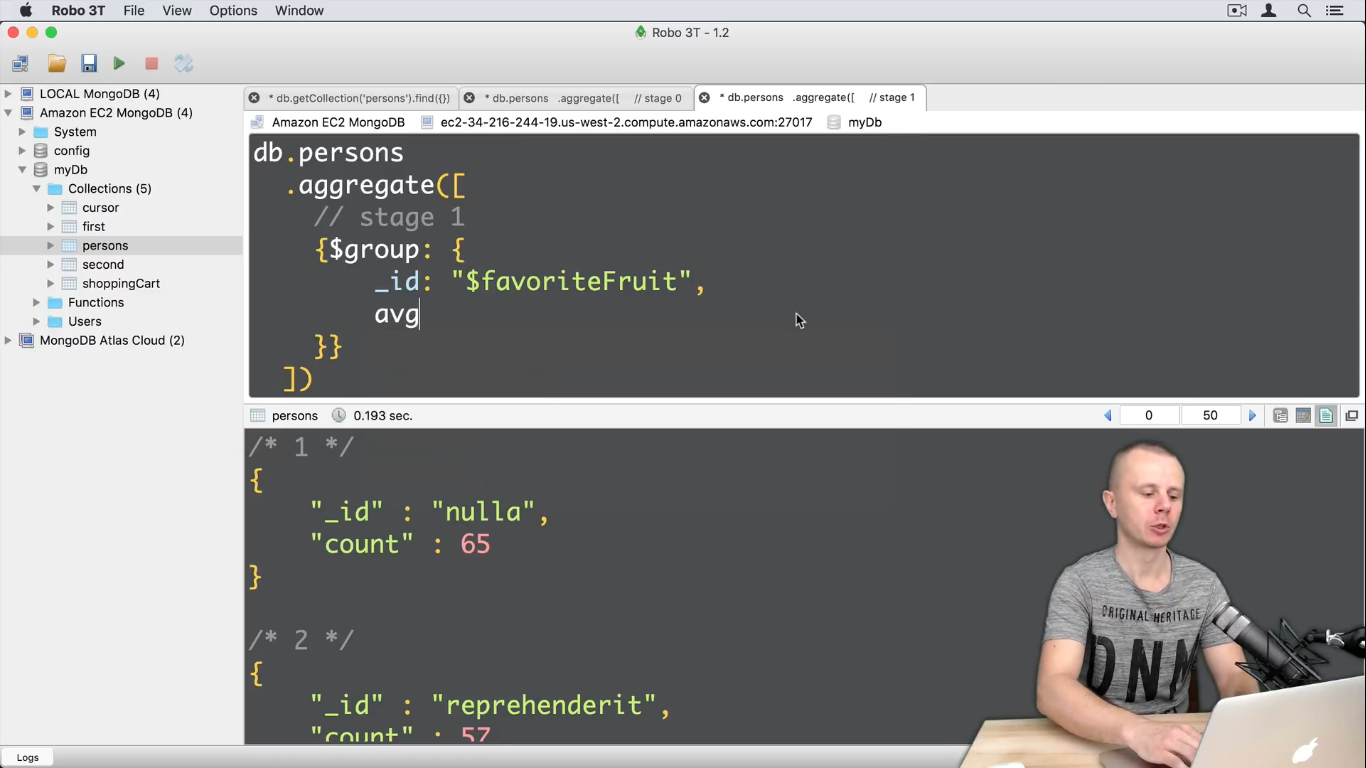 Robo 3T File View Options Window
Robo 3T - 1.2
LOCAL MongoDB (4)
Amazon EC2 MongoDB (4)
System
config
myDb
Collections (5)
cursor
first
persons
second
shoppingCart
Functions
Users
MongoDB Atlas Cloud (2)
* db.getCollection('persons').find({}) * db.persons .aggregate([ // stage 0 * db.persons .aggregate([ // stage 1
Amazon EC2 MongoDB ec2-34-216-244-19.us-west-2.compute.amazonaws.com:27017 myDb
db.persons
.aggregate([
// stage 1
{$group: {
_id: "$favoriteFruit",
avg
}}
])
persons 0.193 sec. 0 50
/* 1 */
{
"_id" : "nulla",
"count" : 65
}
/* 2 */
{
"_id" : "reprehenderit",
"count" : 57
ORIGINAL HERITAGE
DNM
Logs